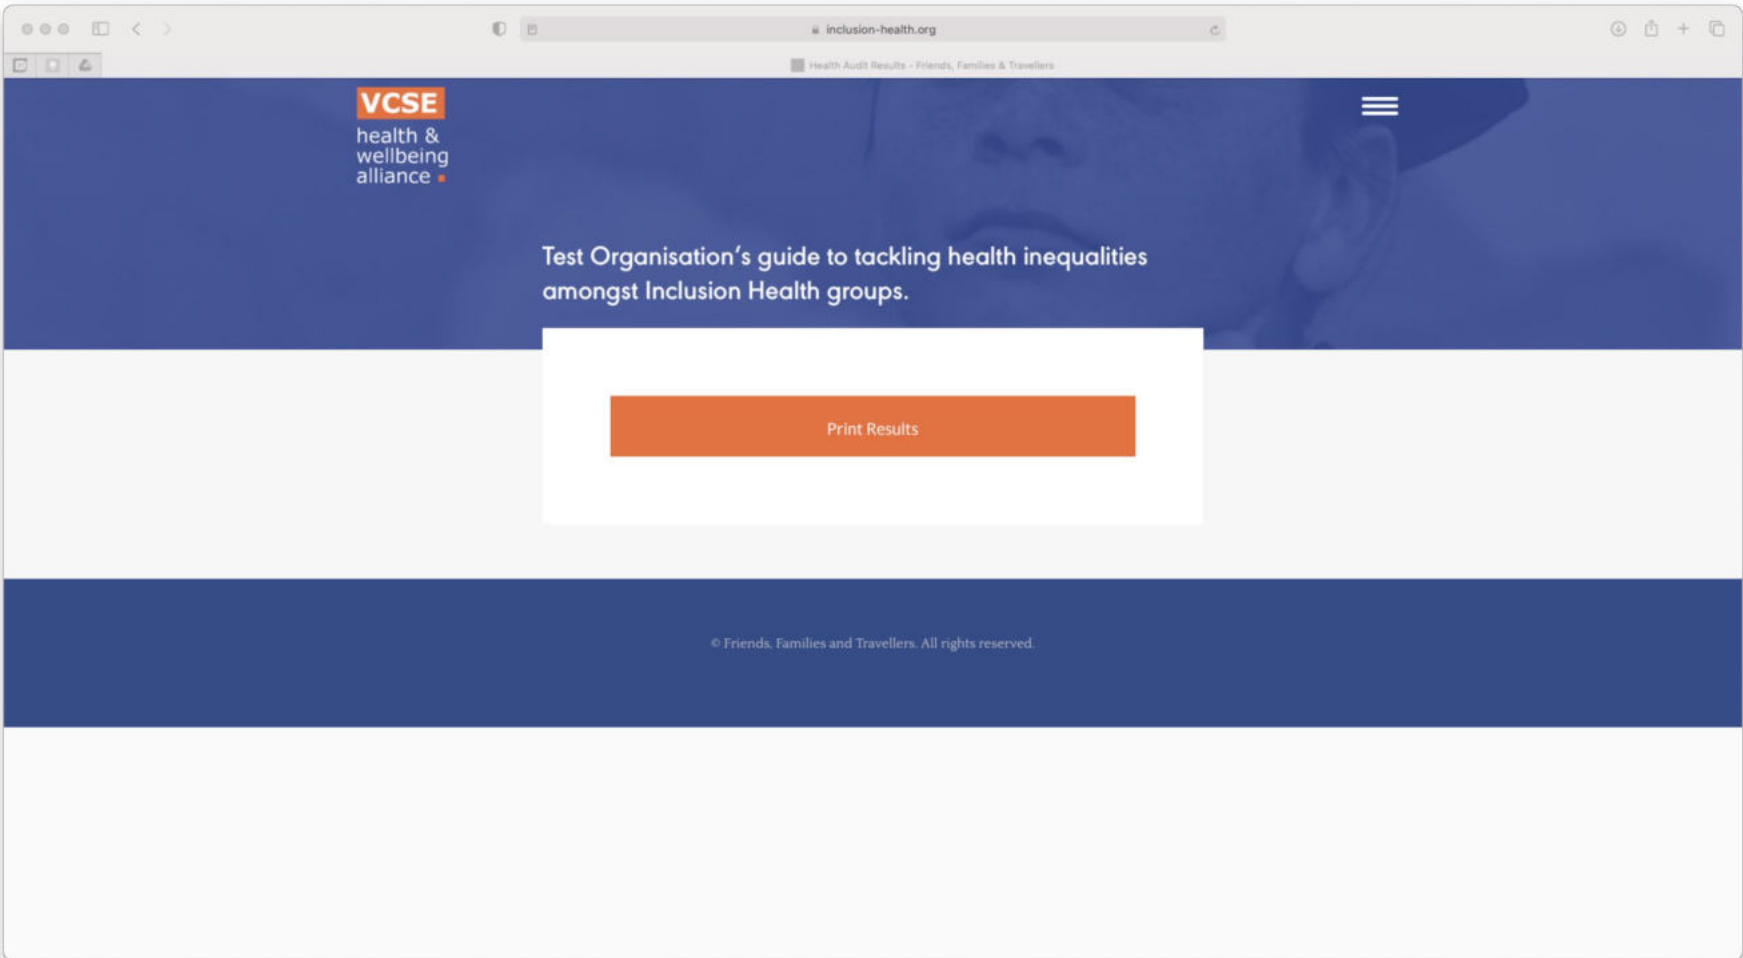 inclusion-health.org
Health Audit Results - Friends, Families & Travellers
VCSE
health &
wellbeing
alliance
Test Organisation's guide to tackling health inequalities
amongst Inclusion Health groups.
Print Results
© Friends, Families and Travellers. All rights reserved.